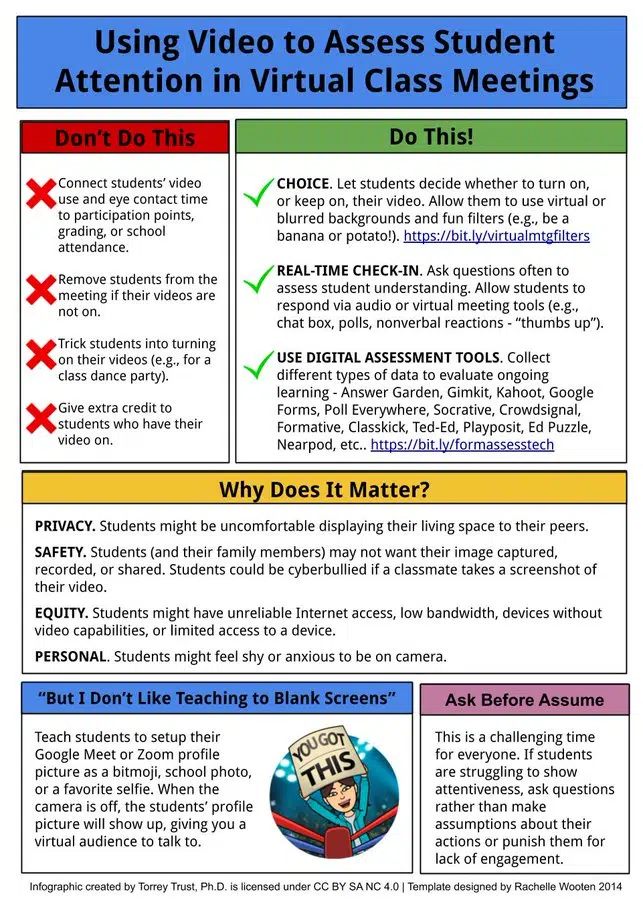 Using Video to Assess Student
Attention in Virtual Class Meetings
Don't Do This
Connect students' video
use and eye contact time
to participation points,
grading, or school
attendance.
Remove students from the
meeting if their videos are
not on.
Trick students into turning
on their videos (e.g., for a
class dance party).
Give extra credit to
students who have their
video on.
Do This!
CHOICE. Let students decide whether to turn on,
or keep on, their video. Allow them to use virtual or
blurred backgrounds and fun filters (e.g., be a
banana or potato!). https://bit.ly/virtualmtgfilters
REAL-TIME CHECK-IN. Ask questions often to
assess student understanding. Allow students to
respond via audio or virtual meeting tools (e.g.,
chat box, polls, nonverbal reactions - “thumbs up”).
USE DIGITAL ASSESSMENT TOOLS. Collect
different types of data to evaluate ongoing
learning - Answer Garden, Gimkit, Kahoot, Google
Forms, Poll Everywhere, Socrative, Crowdsignal,
Formative, Classkick, Ted-Ed, Playposit, Ed Puzzle,
Nearpod, etc.. https://bit.ly/formassesstech
Why Does It Matter?
PRIVACY. Students might be uncomfortable displaying their living space to their peers.
SAFETY. Students (and their family members) may not want their image captured,
recorded, or shared. Students could be cyberbullied if a classmate takes a screenshot of
their video.
EQUITY. Students might have unreliable Internet access, low bandwidth, devices without
video capabilities, or limited access to a device.
PERSONAL. Students might feel shy or anxious to be on camera.
“But I Don't Like Teaching to Blank Screens”
Teach students to setup their
Google Meet or Zoom profile
picture as a bitmoji, school photo,
or a favorite selfie. When the
camera is off, the students' profile
picture will show up, giving you a
virtual audience to talk to.
YOU GOT
THIS
Ask Before Assume
This is a challenging time
for everyone. If students
are struggling to show
attentiveness, ask questions
rather than make
assumptions about their
actions or punish them for
lack of engagement.
Infographic created by Torrey Trust, Ph.D. is licensed under CC BY SA NC 4.0 | Template designed by Rachelle Wooten 2014